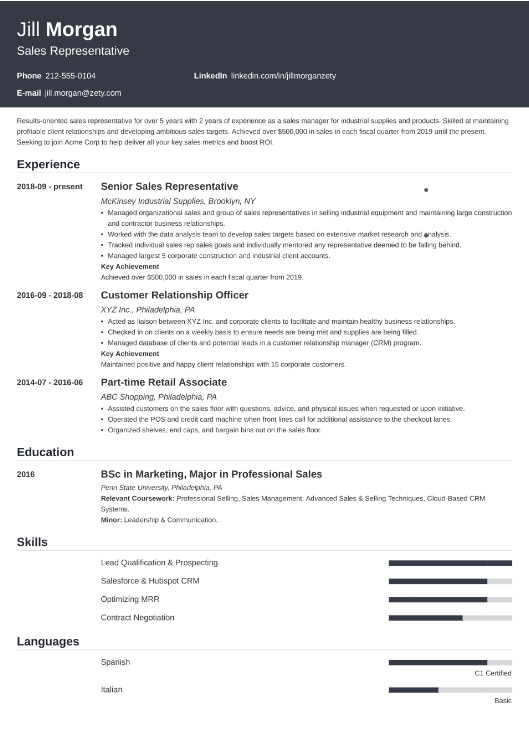 Jill Morgan
Sales Representative
Phone 212-555-0104
LinkedIn linkedin.com/in/jillmorganzety
E-mail jill.morgan@zety.com
Results-oriented sales representative for over 5 years with 2 years of experience as a sales manager for industrial supplies and products. Skilled at maintaining
profitable client relationships and developing ambitious sales targets. Achieved over $500,000 in sales in each fiscal quarter from 2019 until the present.
Seeking to join Acme Corp to help deliver all your key sales metrics and boost ROI.
Experience
2018-09 - present
Senior Sales Representative
McKinsey Industrial Supplies, Brooklyn, NY
• Managed organizational sales and group of sales representatives in selling industrial equipment and maintaining large construction
and contractor business relationships.
• Worked with the data analysis team to develop sales targets based on extensive market research and analysis.
• Tracked individual sales rep sales goals and individually mentored any representative deemed to be falling behind.
• Managed largest 5 corporate construction and industrial client accounts.
Key Achievement
Achieved over $500,000 in sales in each fiscal quarter from 2019.
2016-09 - 2018-08
Customer Relationship Officer
XYZ Inc., Philadelphia, PA
• Acted as liaison between XYZ Inc. and corporate clients to facilitate and maintain healthy business relationships.
• Checked in on clients on a weekly basis to ensure needs are being met and supplies are being filled.
• Managed database of clients and potential leads in a customer relationship manager (CRM) program.
Key Achievement
Maintained positive and happy client relationships with 15 corporate customers.
2014-07 - 2016-06
Part-time Retail Associate
ABC Shopping, Philadelphia, PA
• Assisted customers on the sales floor with questions, advice, and physical issues when requested or upon initiative.
• Operated the POS and credit card machine when front lines call for additional assistance to the checkout lanes.
• Organized shelves, end caps, and bargain bins out on the sales floor.
Education
2016
BSc in Marketing, Major in Professional Sales
Penn State University, Philadelphia, PA
Relevant Coursework: Professional Selling, Sales Management, Advanced Sales & Selling Techniques, Cloud-Based CRM
Systems.
Minor: Leadership & Communication.
Skills
Lead Qualification & Prospecting
Salesforce & Hubspot CRM
Optimizing MRR
Contract Negotiation
Languages
Spanish
C1 Certified
Italian
Basic